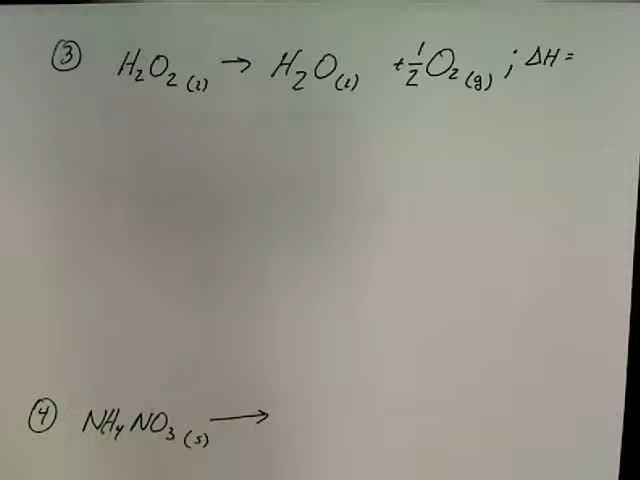 ③ H₂O₂ (l) → H₂O (l) + ½ O₂ (g) ; ΔH =
④ NH₄NO₃ (s) →